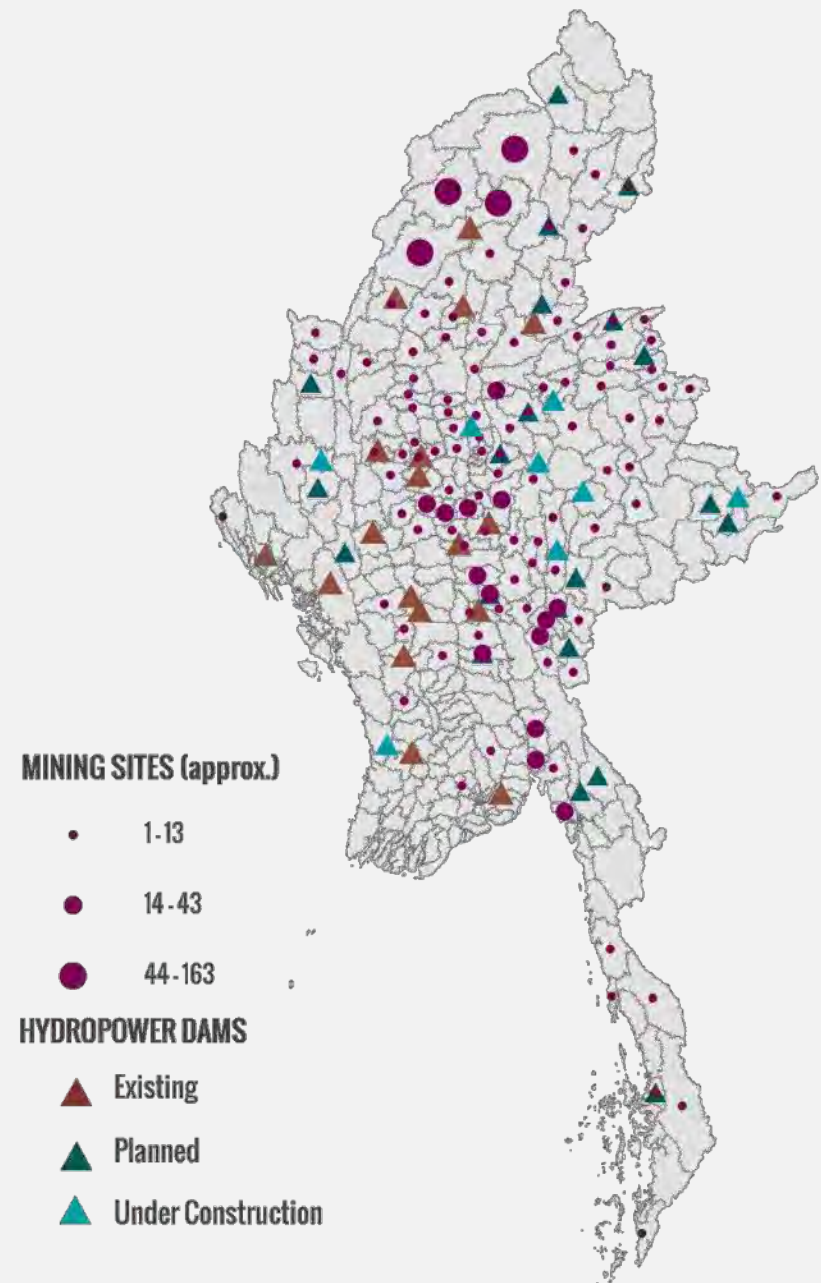 MINING SITES (approx.)
1-13
14-43
44-163
HYDROPOWER DAMS
Existing
Planned
Under Construction